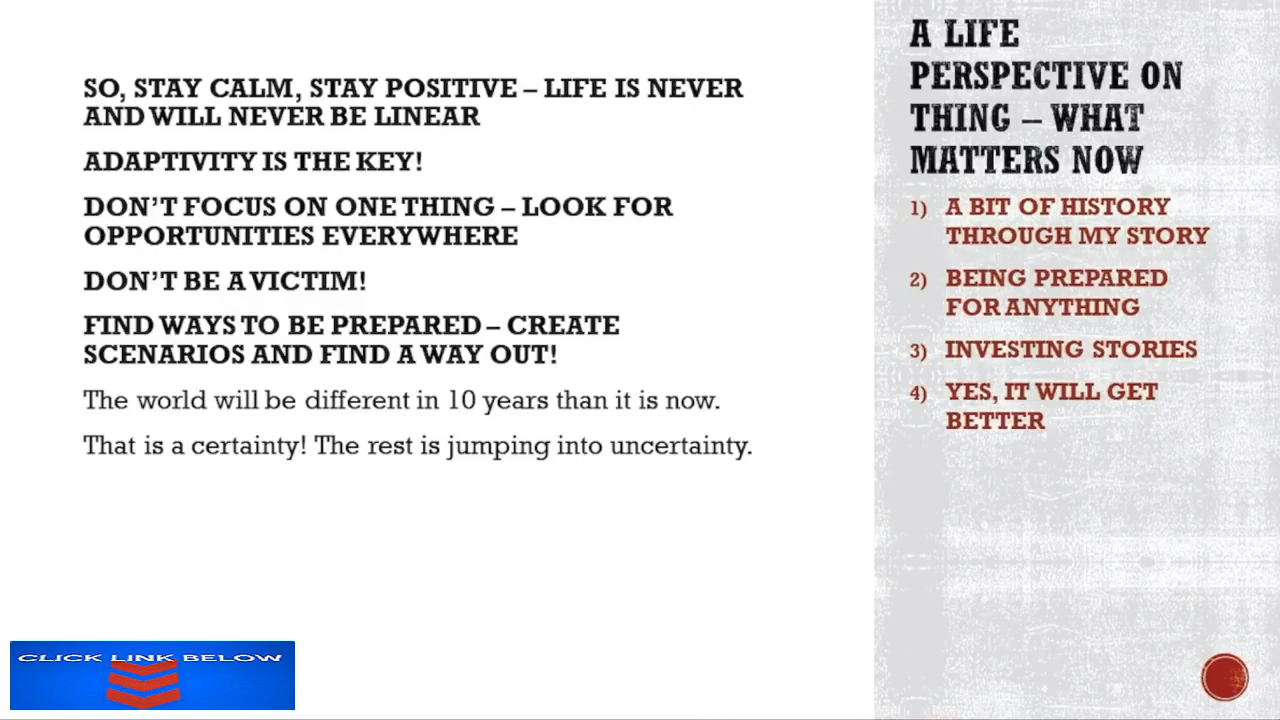 SO, STAY CALM, STAY POSITIVE – LIFE IS NEVER
AND WILL NEVER BE LINEAR
ADAPTIVITY IS THE KEY!
DON'T FOCUS ON ONE THING – LOOK FOR
OPPORTUNITIES EVERYWHERE
DON'T BE A VICTIM!
FIND WAYS TO BE PREPARED – CREATE
SCENARIOS AND FIND A WAY OUT!
The world will be different in 10 years than it is now.
That is a certainty! The rest is jumping into uncertainty.
A LIFE
PERSPECTIVE ON
THING – WHAT
MATTERS NOW
1) A BIT OF HISTORY
THROUGH MY STORY
2) BEING PREPARED
FOR ANYTHING
3) INVESTING STORIES
4) YES, IT WILL GET
BETTER
CLICK LINK BELOW